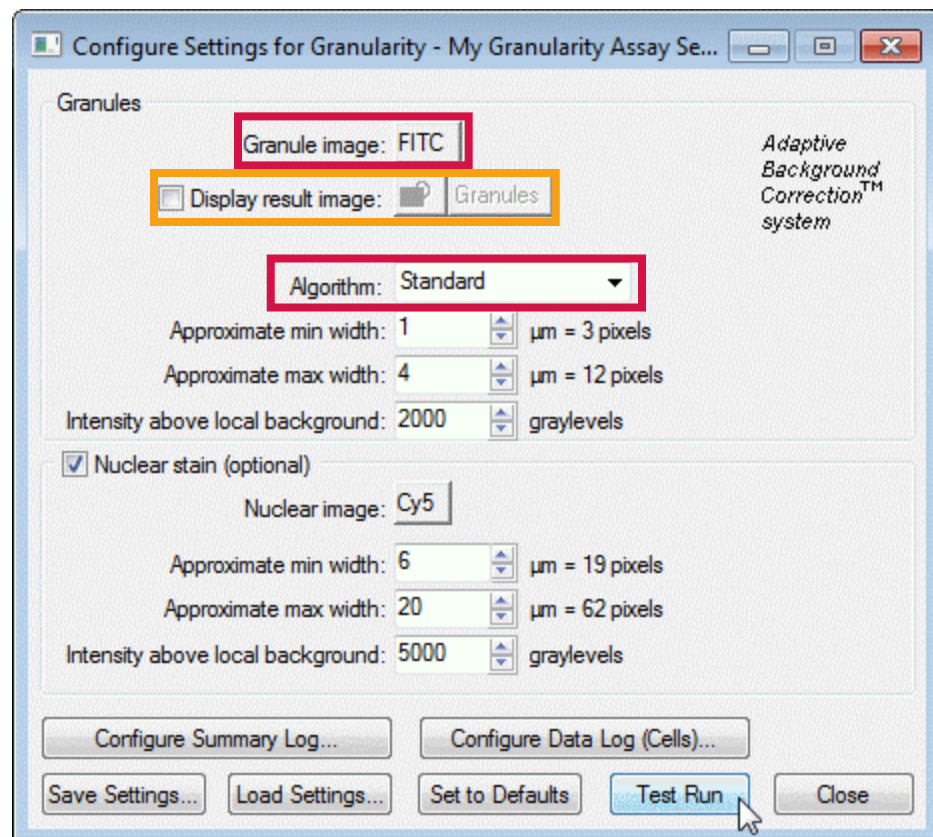 Configure Settings for Granularity - My Granularity Assay Se...
Granules
Granule image: FITC
Adaptive
Background
Correction™
system
Display result image: Granules
Algorithm: Standard
Approximate min width: 1 µm = 3 pixels
Approximate max width: 4 µm = 12 pixels
Intensity above local background: 2000 graylevels
Nuclear stain (optional)
Nuclear image: Cy5
Approximate min width: 6 µm = 19 pixels
Approximate max width: 20 µm = 62 pixels
Intensity above local background: 5000 graylevels
Configure Summary Log... Configure Data Log (Cells)...
Save Settings... Load Settings... Set to Defaults Test Run Close